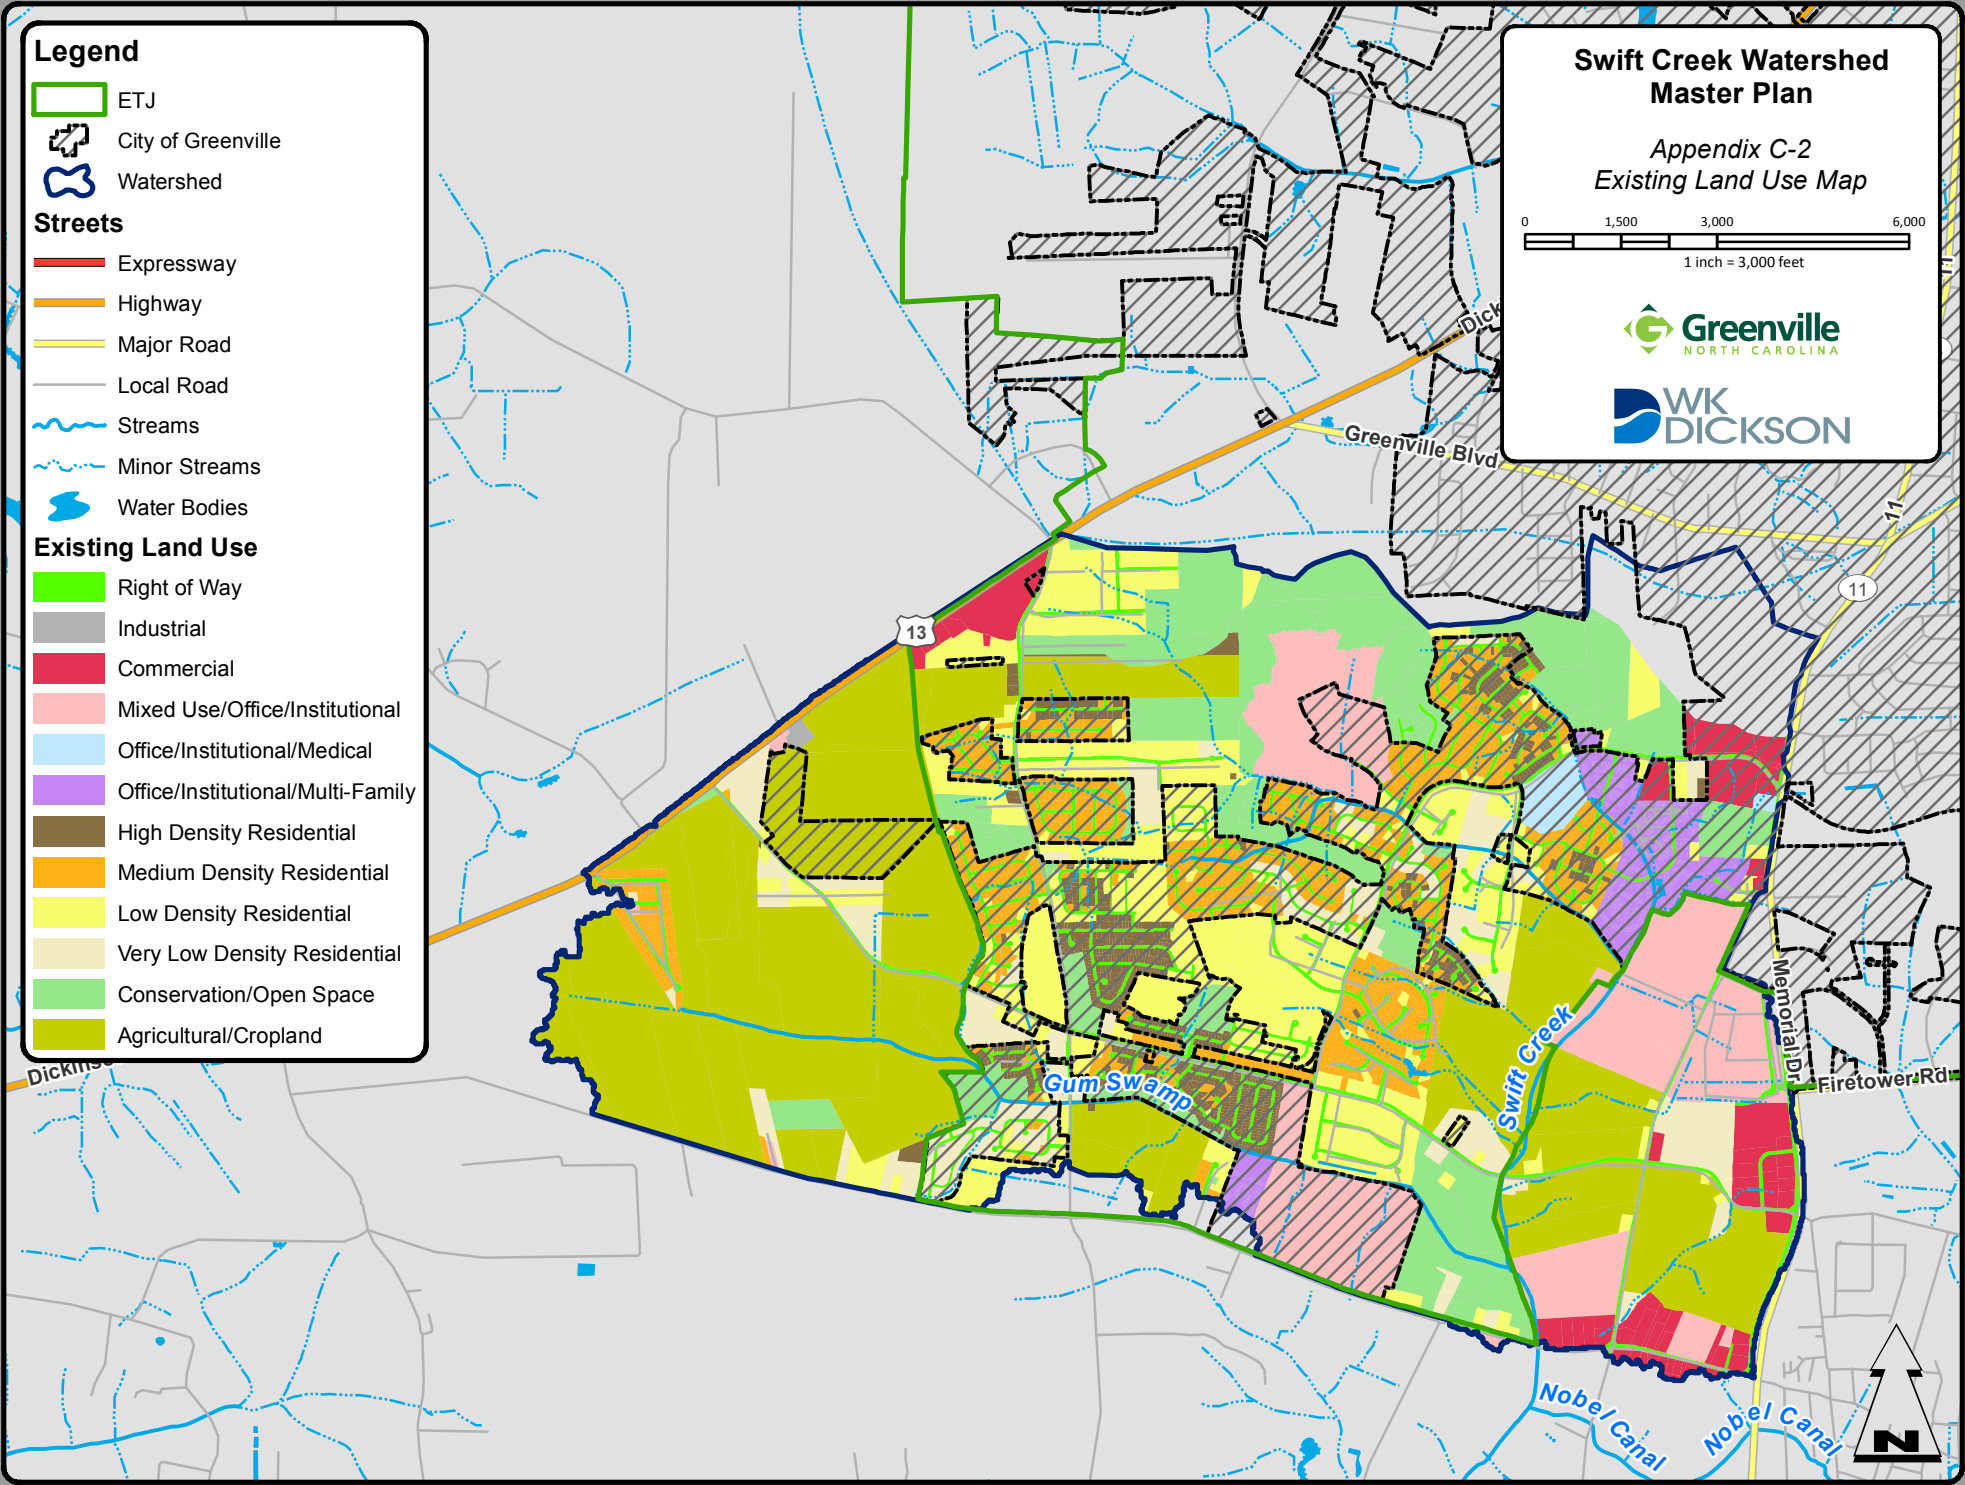 Legend
ETJ
City of Greenville
Watershed
Streets
Expressway
Highway
Major Road
Local Road
Streams
Minor Streams
Water Bodies
Existing Land Use
Right of Way
Industrial
Commercial
Mixed Use/Office/Institutional
Office/Institutional/Medical
Office/Institutional/Multi-Family
High Density Residential
Medium Density Residential
Low Density Residential
Very Low Density Residential
Conservation/Open Space
Agricultural/Cropland
Swift Creek Watershed
Master Plan
Appendix C-2
Existing Land Use Map
0 1,500 3,000 6,000
1 inch = 3,000 feet
G Greenville
NORTH CAROLINA
WK
DICKSON
Dick
Greenville Blvd
11
11
11
13
Memorial Dr
Firetower Rd
Swift Creek
Gum Swamp
Nobel Canal
Nobel Canal
Dickinso
N